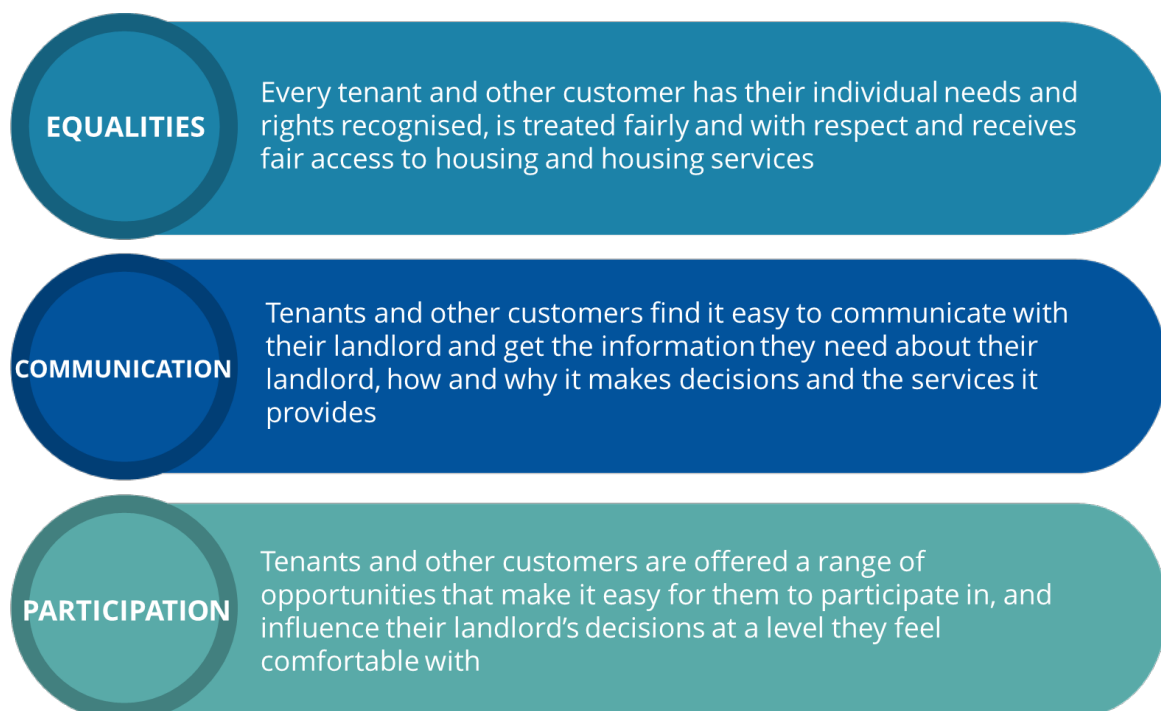 EQUALITIES
Every tenant and other customer has their individual needs and
rights recognised, is treated fairly and with respect and receives
fair access to housing and housing services
COMMUNICATION
Tenants and other customers find it easy to communicate with
their landlord and get the information they need about their
landlord, how and why it makes decisions and the services it
provides
PARTICIPATION
Tenants and other customers are offered a range of
opportunities that make it easy for them to participate in, and
influence their landlord’s decisions at a level they feel
comfortable with